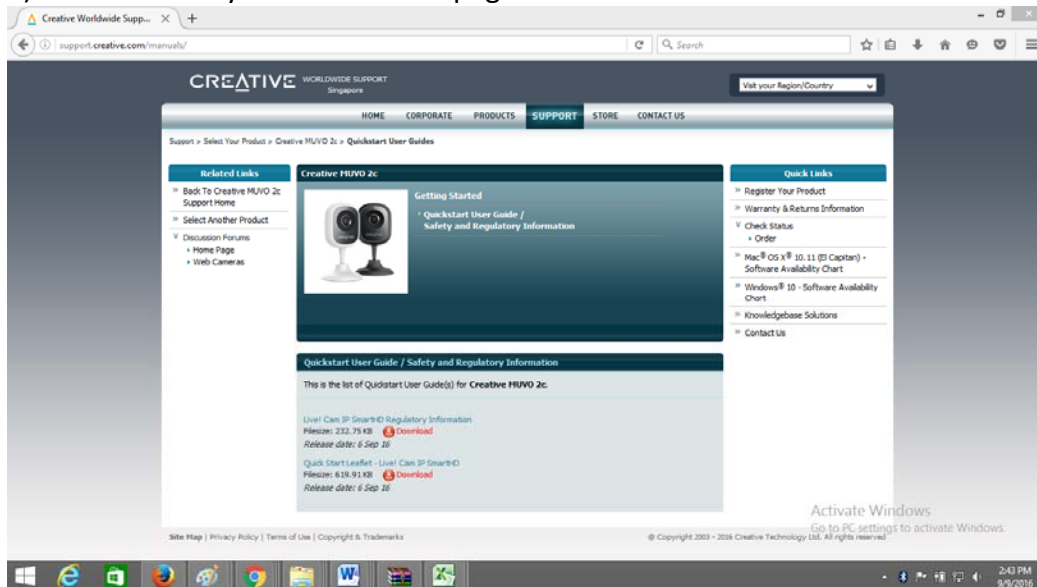 Creative Worldwide Supp...
support.creative.com/manuals/
Search
CREATIVE WORLDWIDE SUPPORT
Singapore
Visit your Region/Country
HOME CORPORATE PRODUCTS SUPPORT STORE CONTACT US
Support > Select Your Product > Creative MUVO 2c > Quickstart User Guides
Related Links
Back To Creative MUVO 2c
Support Home
Select Another Product
Discussion Forums
Home Page
Web Cameras
Creative MUVO 2c
Getting Started
Quickstart User Guide /
Safety and Regulatory Information
Quickstart User Guide / Safety and Regulatory Information
This is the list of Quickstart User Guide(s) for Creative MUVO 2c.
Live! Cam IP SmartHD Regulatory Information
Filesize: 232.75 KB Download
Release date: 6 Sep 16
Quick Start Leaflet - Live! Cam IP SmartHD
Filesize: 619.91 KB Download
Release date: 6 Sep 16
Quick Links
Register Your Product
Warranty & Returns Information
Check Status
Order
Mac® OS X® 10.11 (El Capitan) -
Software Availability Chart
Windows® 10 - Software Availability
Chart
Knowledgebase Solutions
Contact Us
Activate Windows
Go to PC settings to activate Windows.
Site Map | Privacy Policy | Terms of Use | Copyright & Trademarks
© Copyright 2003 - 2016 Creative Technology Ltd. All rights reserved
2:43 PM
9/9/2016